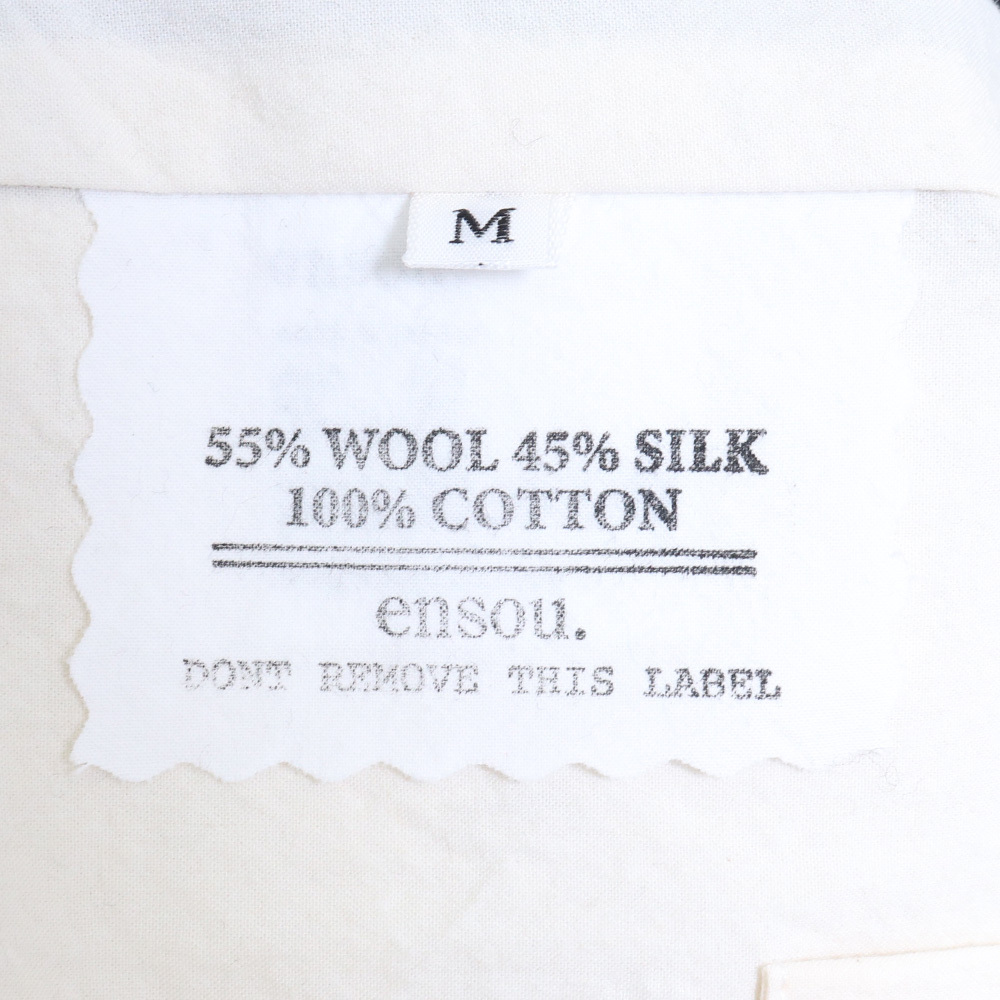 M
55% WOOL 45% SILK
100% COTTON
ensou.
DONT REMOVE THIS LABEL